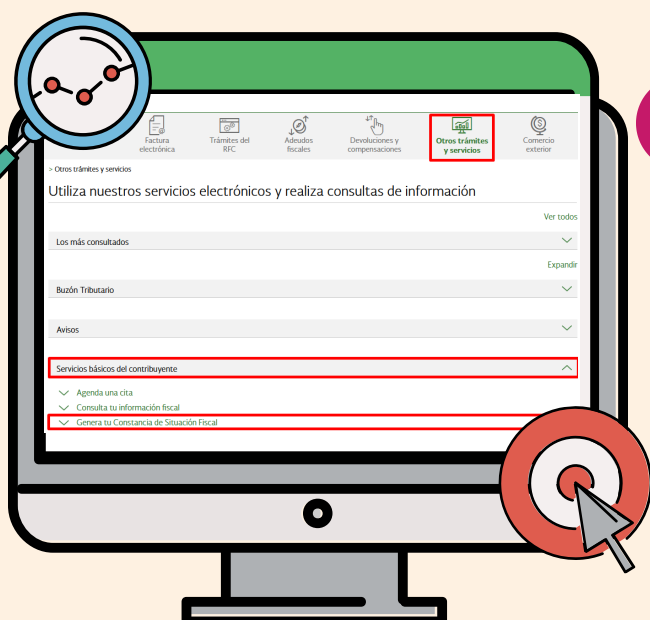 Factura electrónica
Trámites del RFC
Adeudos fiscales
Devoluciones y compensaciones
Otros trámites y servicios
Comercio exterior
> Otros trámites y servicios
Utiliza nuestros servicios electrónicos y realiza consultas de información
Ver todos
Los más consultados
Expandir
Buzón Tributario
Avisos
Servicios básicos del contribuyente
Agenda una cita
Consulta tu información fiscal
Genera tu Constancia de Situación Fiscal